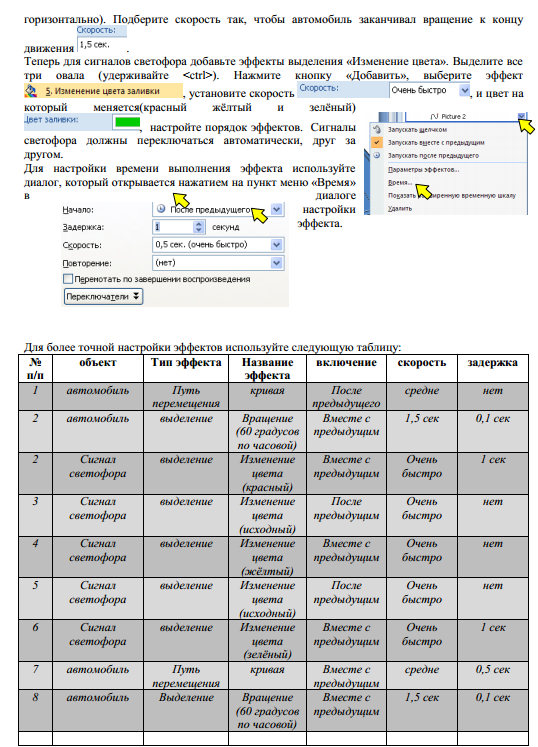 горизонтально). Подберите скорость так, чтобы автомобиль заканчивал вращение к концу
движения Скорость: 1,5 сек. .
Теперь для сигналов светофора добавьте эффекты выделения «Изменение цвета». Выделите все
три овала (удерживайте <ctrl>). Нажмите кнопку «Добавить», выберите эффект
5. Изменение цвета заливки , установите скорость Скорость: Очень быстро , и цвет на
который меняется(красный жёлтый и зелёный)
Цвет заливки: , настройте порядок эффектов. Сигналы
светофора должны переключаться автоматически, друг за
другом.
Для настройки времени выполнения эффекта используйте
диалог, который открывается нажатием на пункт меню «Время»
в диалоге
настройки
эффекта.
Picture 2
Запускать щелчком
Запускать вместе с предыдущим
Запускать после предыдущего
Параметры эффектов...
Время...
Показать расширенную временную шкалу
Удалить
Начало: После предыдущего
Задержка: 1 секунд
Скорость: 0,5 сек. (очень быстро)
Повторение: (нет)
Перемотать по завершении воспроизведения
Переключатели
Для более точной настройки эффектов используйте следующую таблицу:
№ п/п объект Тип эффекта Название эффекта включение скорость задержка
1 автомобиль Путь перемещения кривая После предыдущего средне нет
2 автомобиль выделение Вращение (60 градусов по часовой) Вместе с предыдущим 1,5 сек 0,1 сек
2 Сигнал светофора выделение Изменение цвета (красный) Вместе с предыдущим Очень быстро 1 сек
3 Сигнал светофора выделение Изменение цвета (исходный) После предыдущим Очень быстро нет
4 Сигнал светофора выделение Изменение цвета (жёлтый) Вместе с предыдущим Очень быстро нет
5 Сигнал светофора выделение Изменение цвета (исходный) После предыдущим Очень быстро нет
6 Сигнал светофора выделение Изменение цвета (зелёный) Вместе с предыдущим Очень быстро 1 сек
7 автомобиль Путь перемещения кривая Вместе с предыдущим средне 0,5 сек
8 автомобиль Выделение Вращение (60 градусов по часовой) Вместе с предыдущим 1,5 сек 0,1 сек